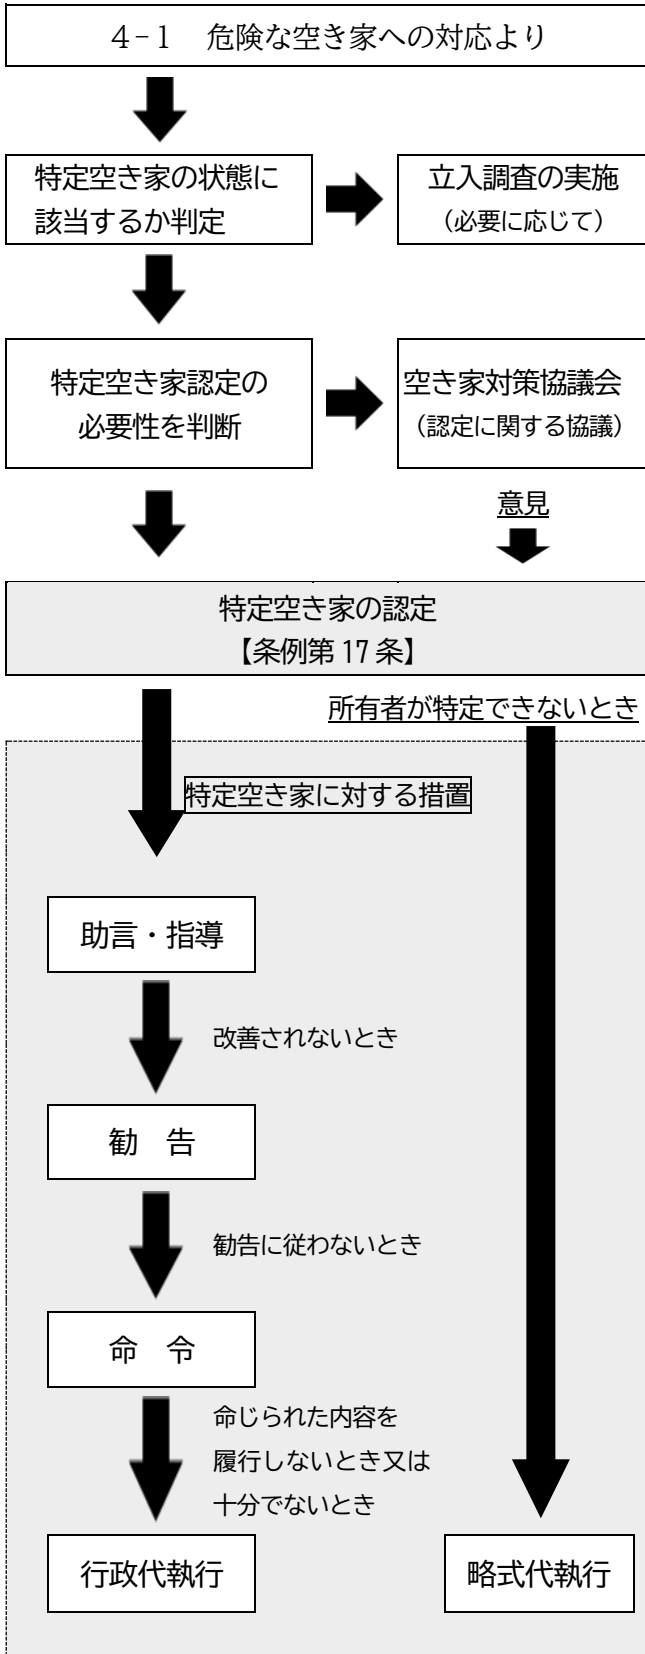 4-1 危険な空き家への対応より
特定空き家の状態に
該当するか判定
立入調査の実施
(必要に応じて)
特定空き家認定の
必要性を判断
空き家対策協議会
(認定に関する協議)
意見
特定空き家の認定
【条例第17条】
所有者が特定できないとき
特定空き家に対する措置
助言・指導
改善されないとき
勧 告
勧告に従わないとき
命 令
命じられた内容を
履行しないとき又は
十分でないとき
行政代執行
略式代執行